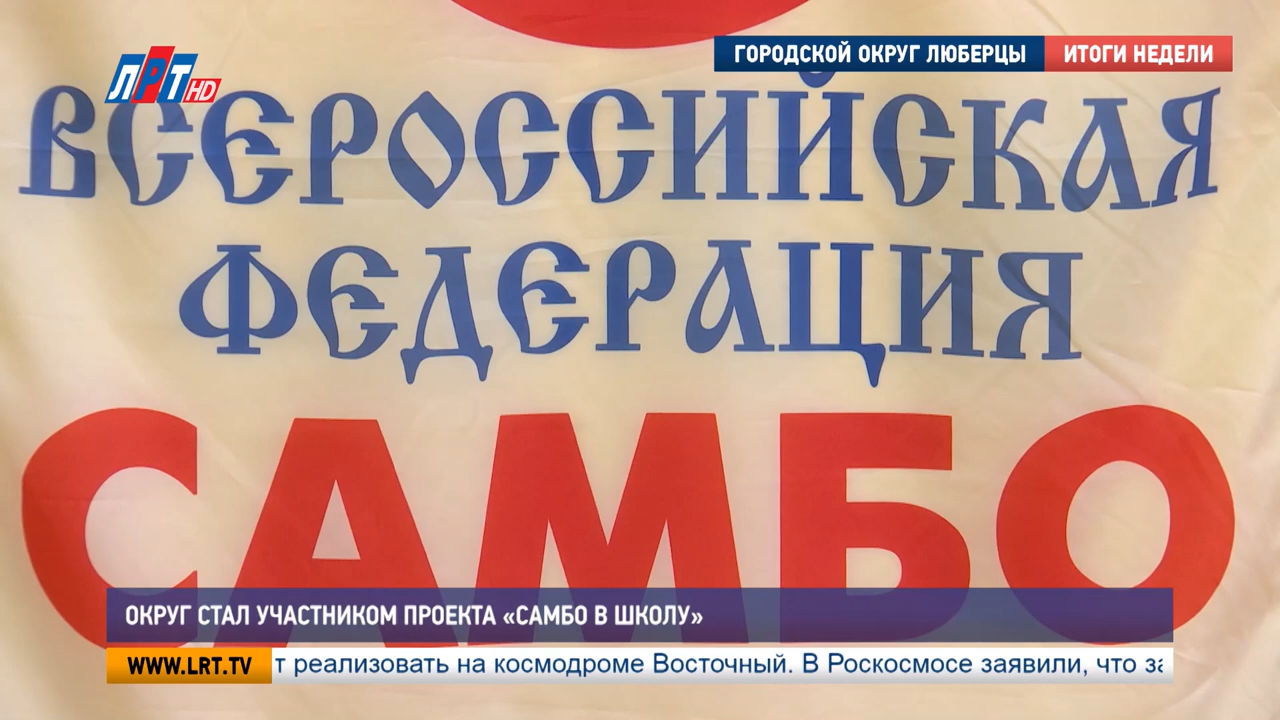 ЛРТ HD
ГОРОДСКОЙ ОКРУГ ЛЮБЕРЦЫ ИТОГИ НЕДЕЛИ
ВСЕРОССИЙСКАЯ
ФЕДЕРАЦИЯ
САМБО
ОКРУГ СТАЛ УЧАСТНИКОМ ПРОЕКТА «САМБО В ШКОЛУ»
WWW.LRT.TV т реализовать на космодроме Восточный. В Роскосмосе заявили, что за